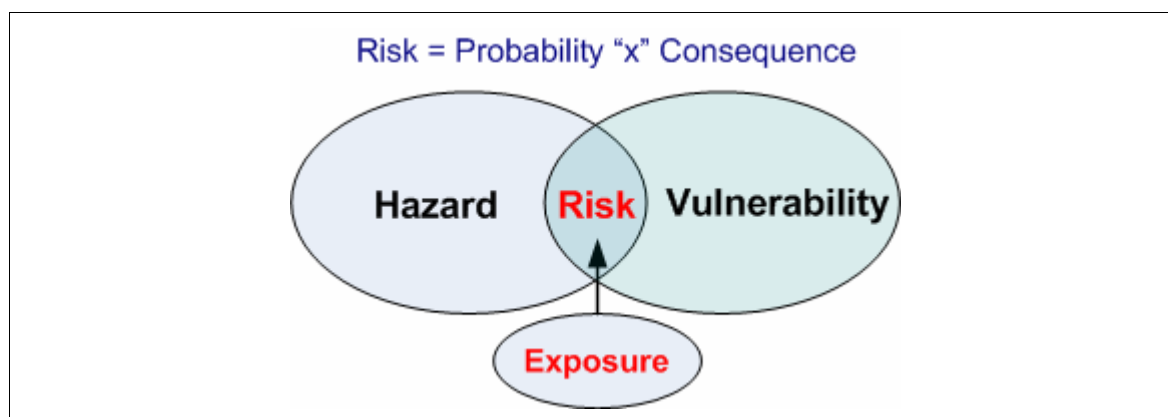 Risk = Probability “x” Consequence
Hazard Risk Vulnerability
Exposure